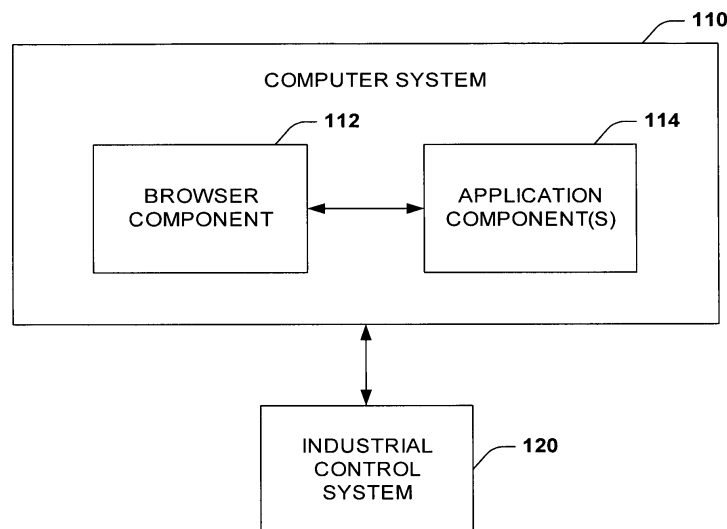 110
COMPUTER SYSTEM
112
114
BROWSER
COMPONENT
APPLICATION
COMPONENT(S)
INDUSTRIAL
CONTROL
SYSTEM
120